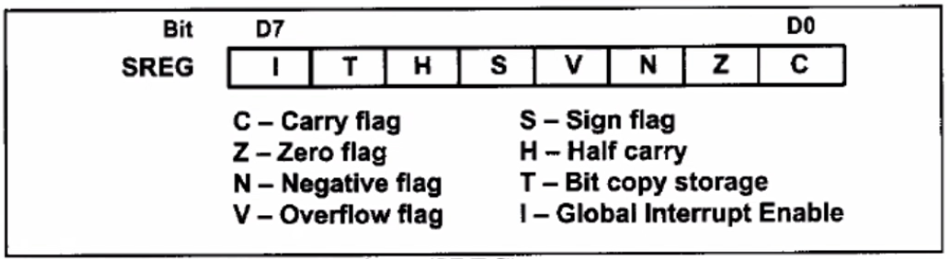 Bit D7 D0
SREG I T H S V N Z C
C – Carry flag S – Sign flag
Z – Zero flag H – Half carry
N – Negative flag T – Bit copy storage
V – Overflow flag I – Global Interrupt Enable